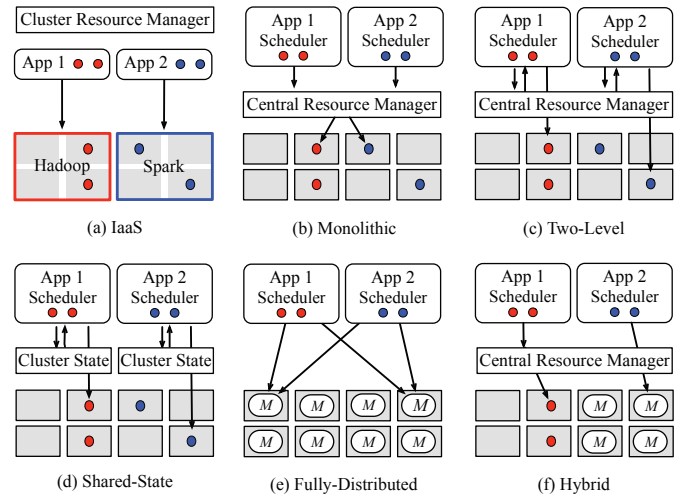 Cluster Resource Manager
App 1
App 2
Hadoop
Spark
(a) IaaS
App 1
Scheduler
App 2
Scheduler
Central Resource Manager
(b) Monolithic
App 1
Scheduler
App 2
Scheduler
Central Resource Manager
(c) Two-Level
App 1
Scheduler
App 2
Scheduler
Cluster State
Cluster State
(d) Shared-State
App 1
Scheduler
App 2
Scheduler
M M M M
M M M M
(e) Fully-Distributed
App 1
Scheduler
App 2
Scheduler
Central Resource Manager
M M
M M
(f) Hybrid